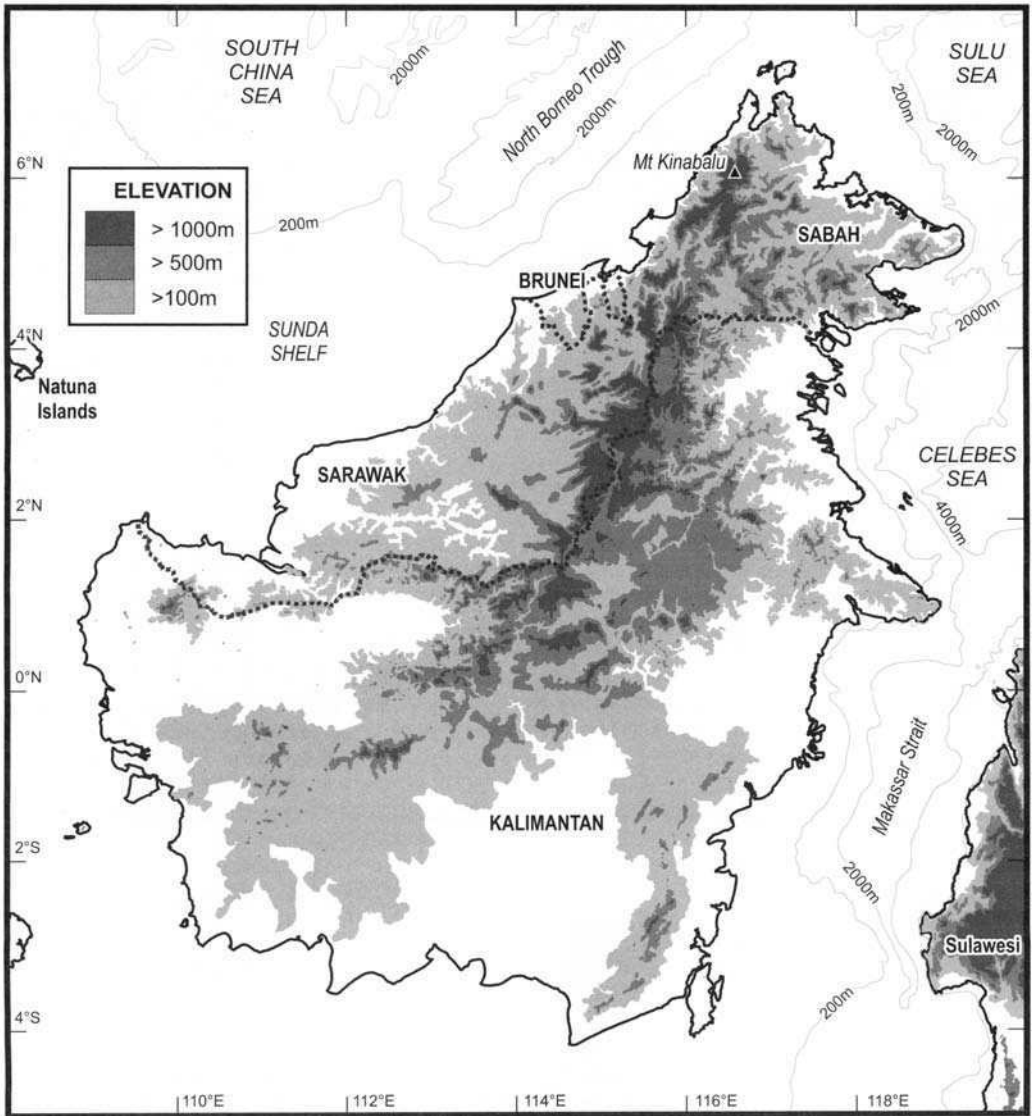 SOUTH
CHINA
SEA
2000m
North Borneo Trough
2000m
200m
2000m
SULU
SEA
6°N
Mt Kinabalu
ELEVATION
> 1000m
> 500m
>100m
200m
SABAH
BRUNEI
2000m
SUNDA
SHELF
4°N
Natuna
Islands
CELEBES
SEA
SARAWAK
4000m
2°N
0°N
Makassar Strait
KALIMANTAN
2°S
2000m
Sulawesi
200m
4°S
110°E
112°E
114°E
116°E
118°E